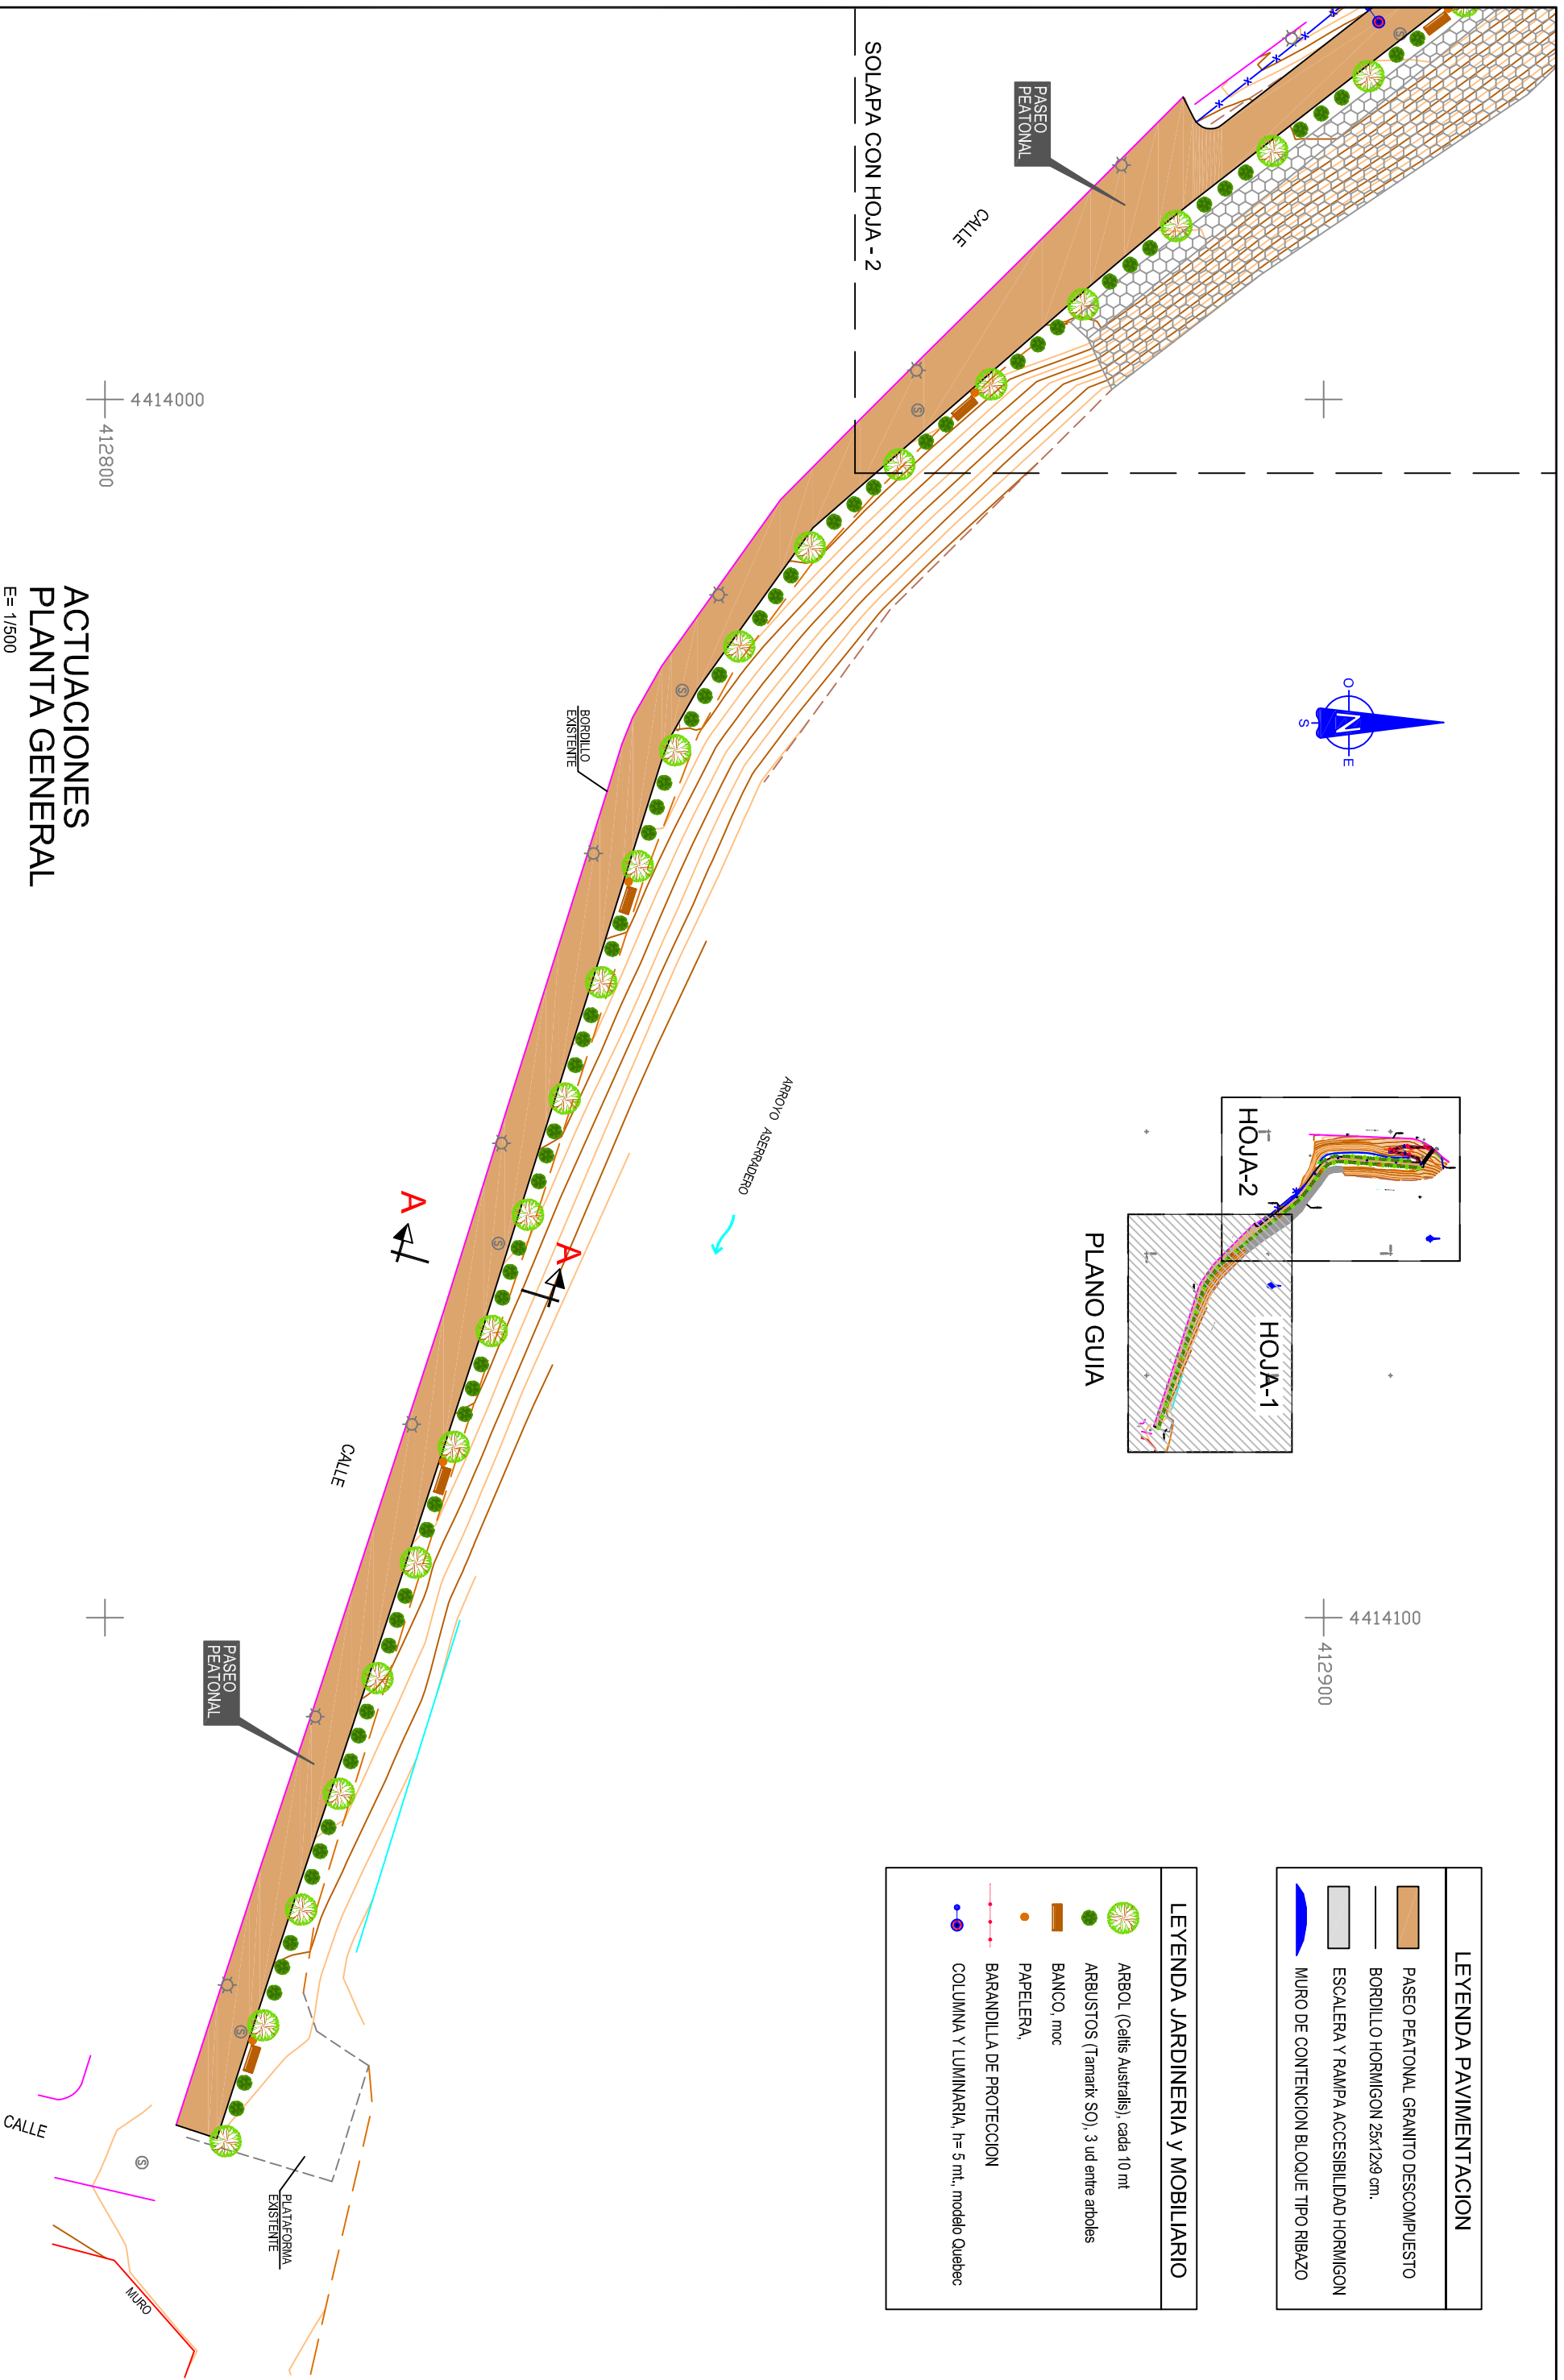 SOLAPA CON HOJA - 2
PASEO
PEATONAL
CALLE
S
S
4414000
412800
O
N
S
E
S
BORDILLO
EXISTENTE
ACTUACIONES
PLANTA GENERAL
E= 1/500
HOJA-2
HOJA-1
PLANO GUIA
ARROYO ASERRADERO
A
A
S
CALLE
PASEO
PEATONAL
4414100
412900
LEYENDA PAVIMENTACION
PASEO PEATONAL GRANITO DESCOMPUESTO
BORDILLO HORMIGON 25x12x9 cm.
ESCALERA Y RAMPA ACCESIBILIDAD HORMIGON
MURO DE CONTENCION BLOQUE TIPO RIBAZO
LEYENDA JARDINERIA y MOBILIARIO
ARBOL (Celtis Australis), cada 10 mt
ARBUSTOS (Tamarix SO), 3 ud entre arboles
BANCO, moc
PAPELERA,
BARANDILLA DE PROTECCION
COLUMNA Y LUMINARIA, h= 5 mt., modelo Quebec
S
S
PLATAFORMA
EXISTENTE
CALLE
MURO